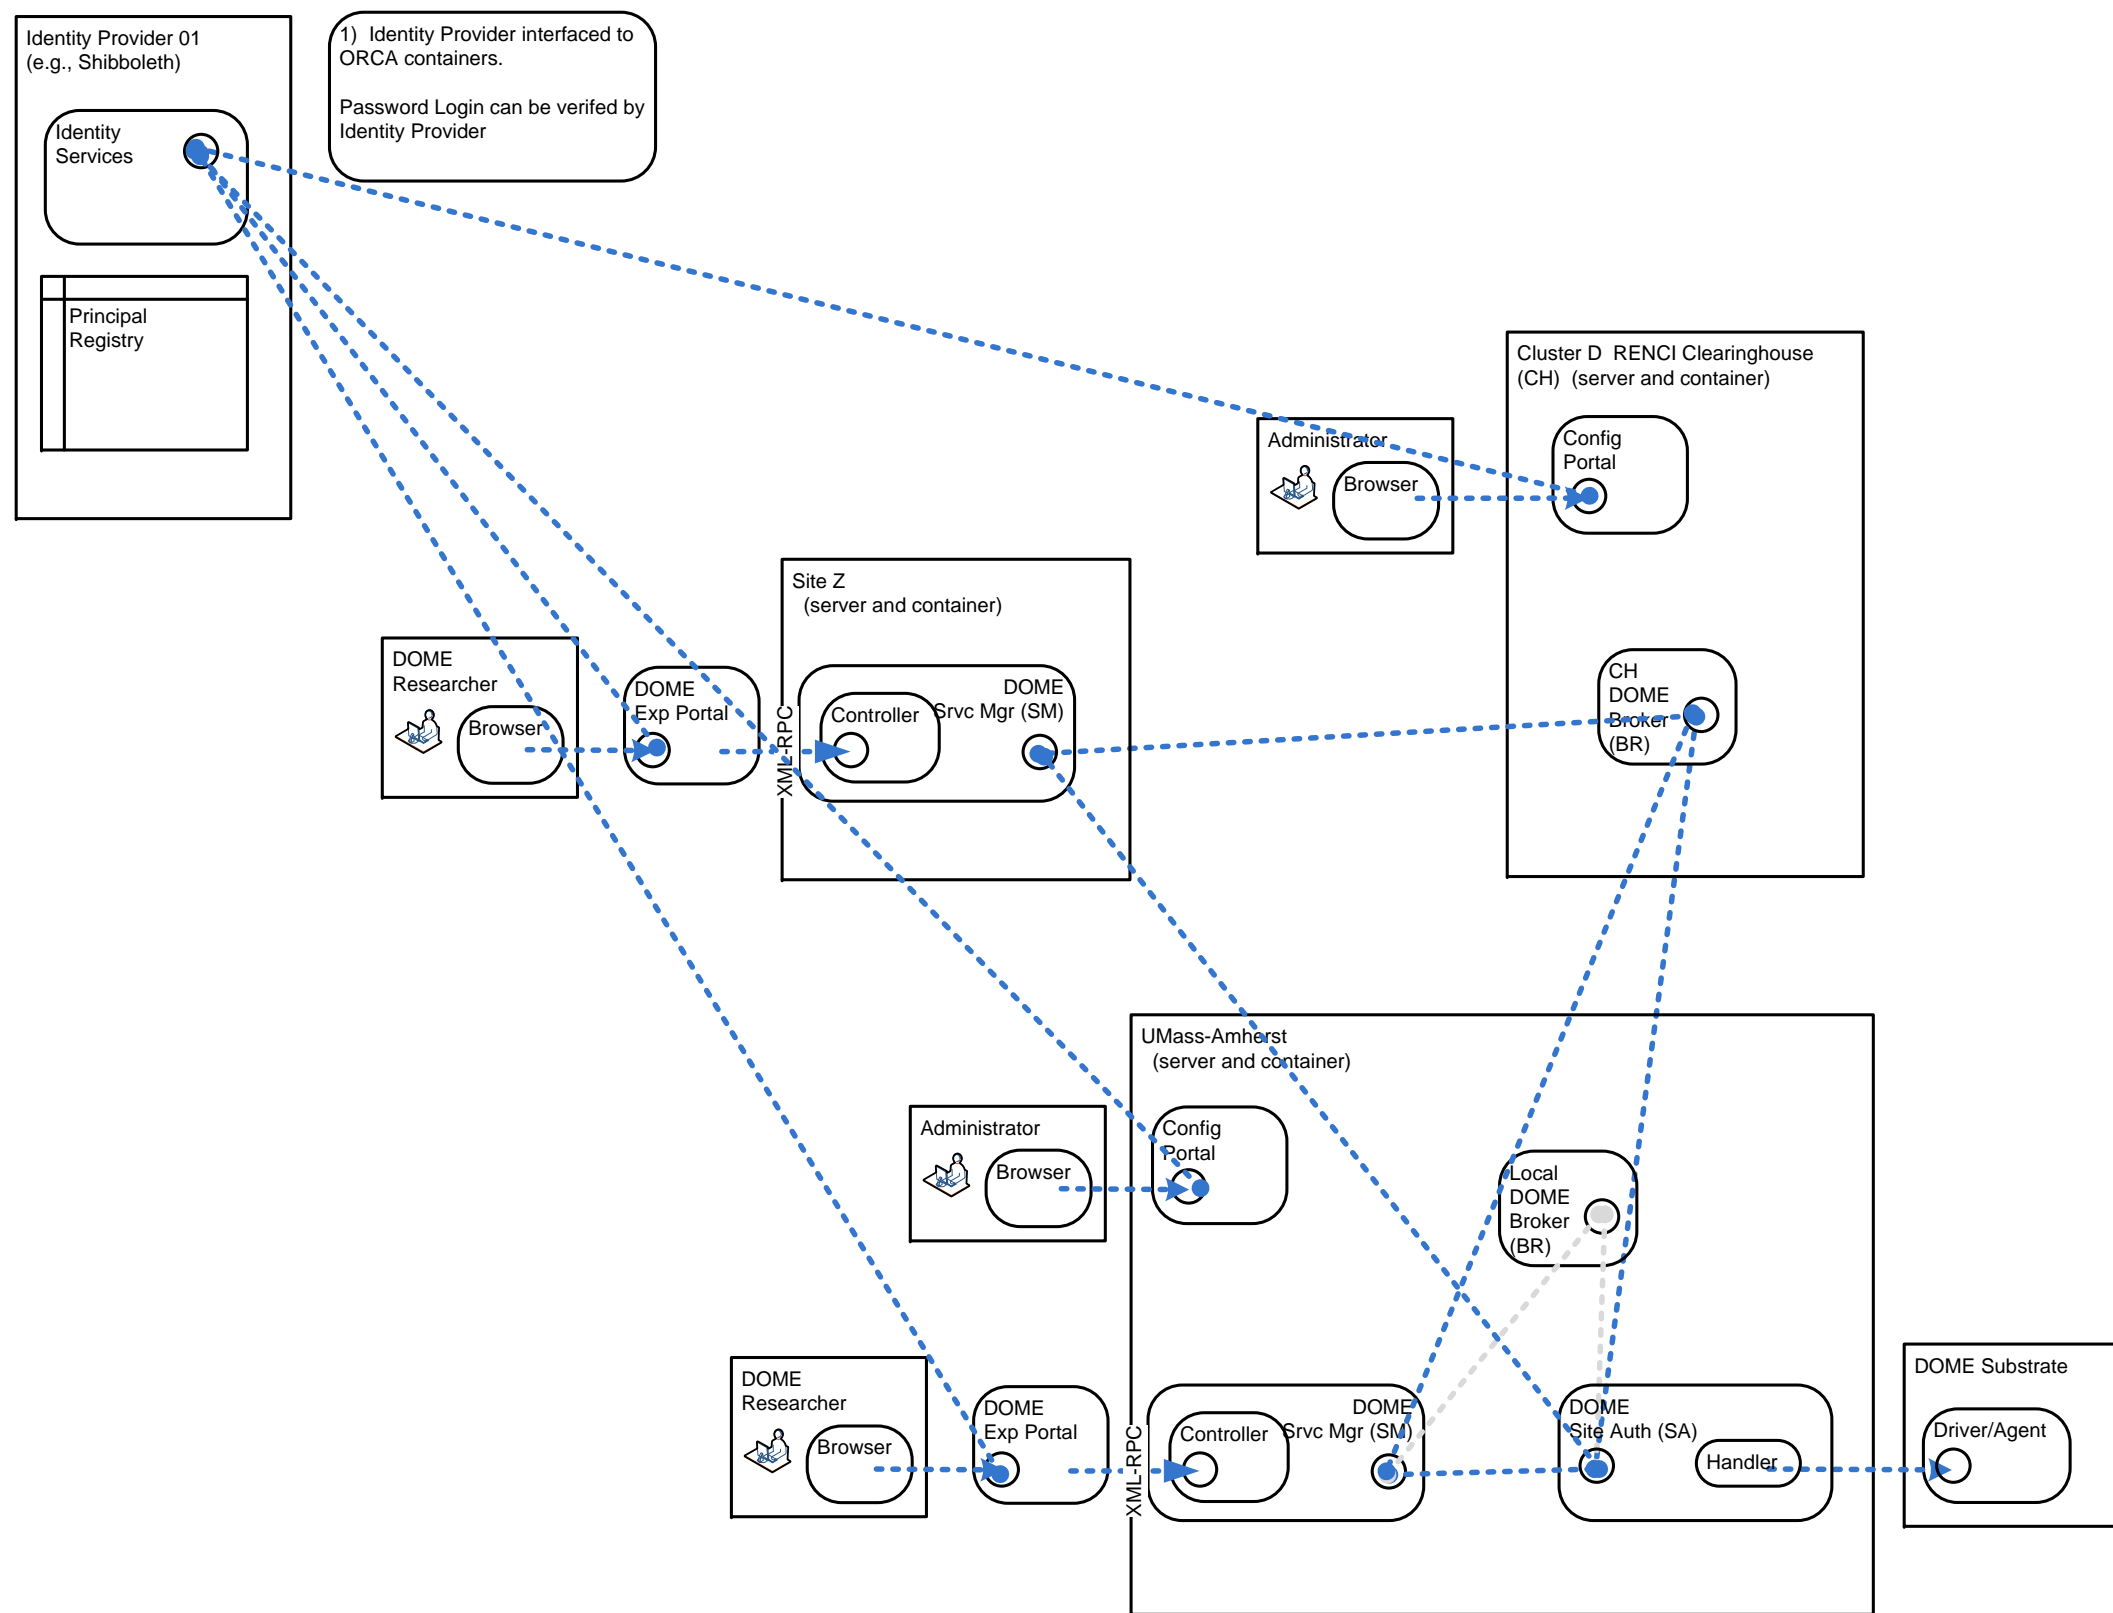 Identity Provider 01
(e.g., Shibboleth)
Identity
Services
Principal
Registry
1)  Identity Provider interfaced to
ORCA containers.
Password Login can be verifed by
Identity Provider
Cluster D  RENCI Clearinghouse
(CH)  (server and container)
Config
Portal
Administrator
Browser
CH
DOME
Broker
(BR)
Site Z
(server and container)
DOME
Researcher
Browser
DOME
Exp Portal
XML-RPC
Controller
DOME
Srvc Mgr (SM)
UMass-Amherst
(server and container)
Administrator
Browser
Config
Portal
Local
DOME
Broker
(BR)
DOME
Researcher
Browser
DOME
Exp Portal
XML-RPC
Controller
DOME
Srvc Mgr (SM)
DOME
Site Auth (SA)
Handler
DOME Substrate
Driver/Agent